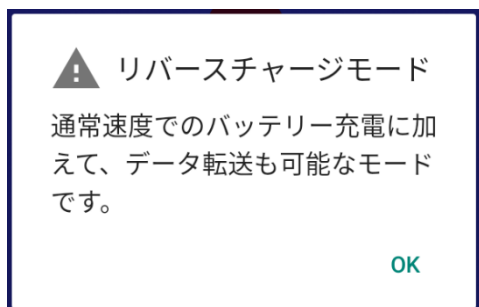 リバースチャージモード
通常速度でのバッテリー充電に加
えて、データ転送も可能なモード
です。
OK